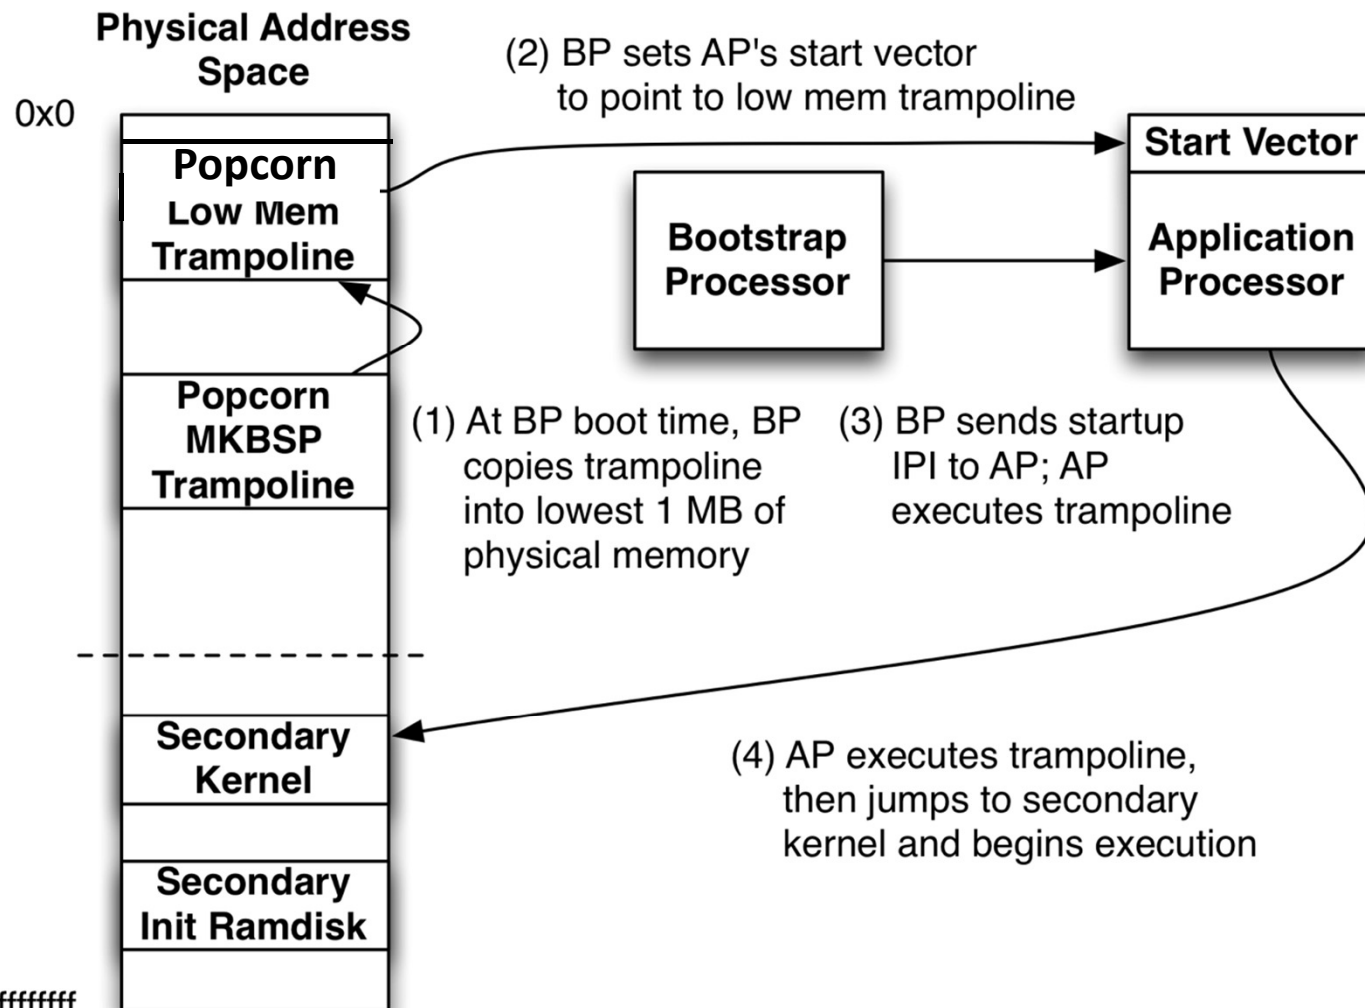 Physical Address
Space
0x0
Popcorn
Low Mem
Trampoline
Popcorn
MKBSP
Trampoline
Secondary
Kernel
Secondary
Init Ramdisk
ffffffff
(2) BP sets AP's start vector
to point to low mem trampoline
Start Vector
Bootstrap
Processor
Application
Processor
(1) At BP boot time, BP
copies trampoline
into lowest 1 MB of
physical memory
(3) BP sends startup
IPI to AP; AP
executes trampoline
(4) AP executes trampoline,
then jumps to secondary
kernel and begins execution